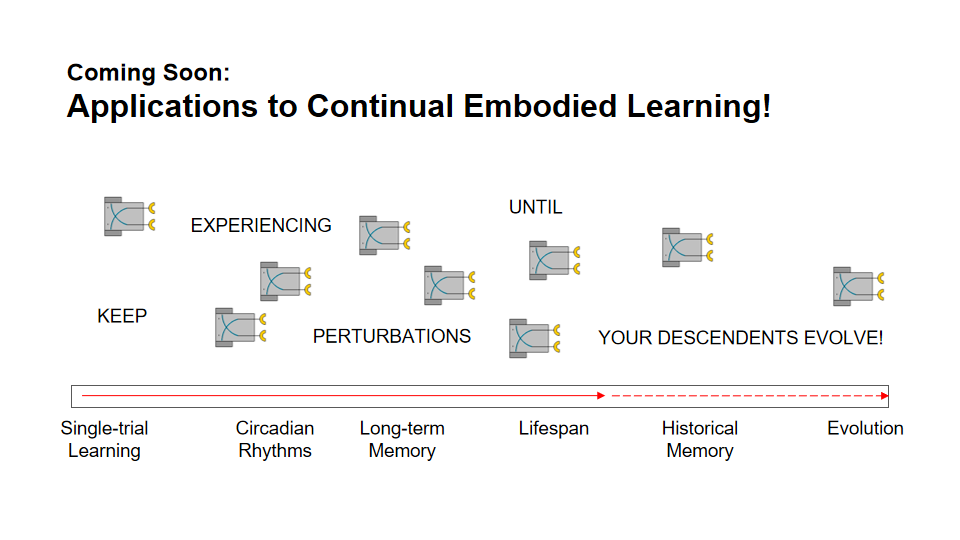 Coming Soon:
Applications to Continual Embodied Learning!
KEEP
EXPERIENCING
PERTURBATIONS
UNTIL
YOUR DESCENDENTS EVOLVE!
Single-trial
Learning
Circadian
Rhythms
Long-term
Memory
Lifespan
Historical
Memory
Evolution